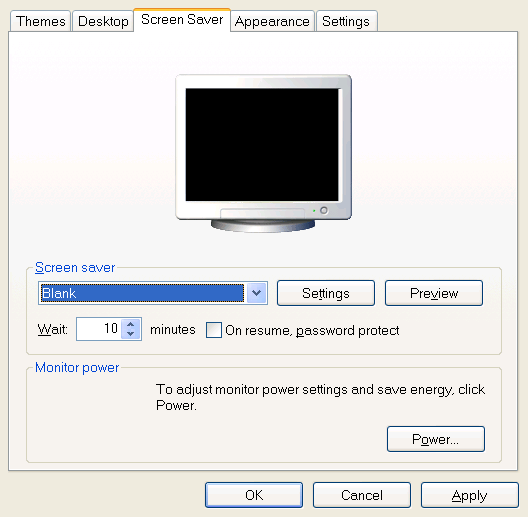 Themes Desktop Screen Saver Appearance Settings
Screen saver
Blank Settings Preview
Wait: 10 minutes On resume, password protect
Monitor power
To adjust monitor power settings and save energy, click
Power.
Power...
OK Cancel Apply